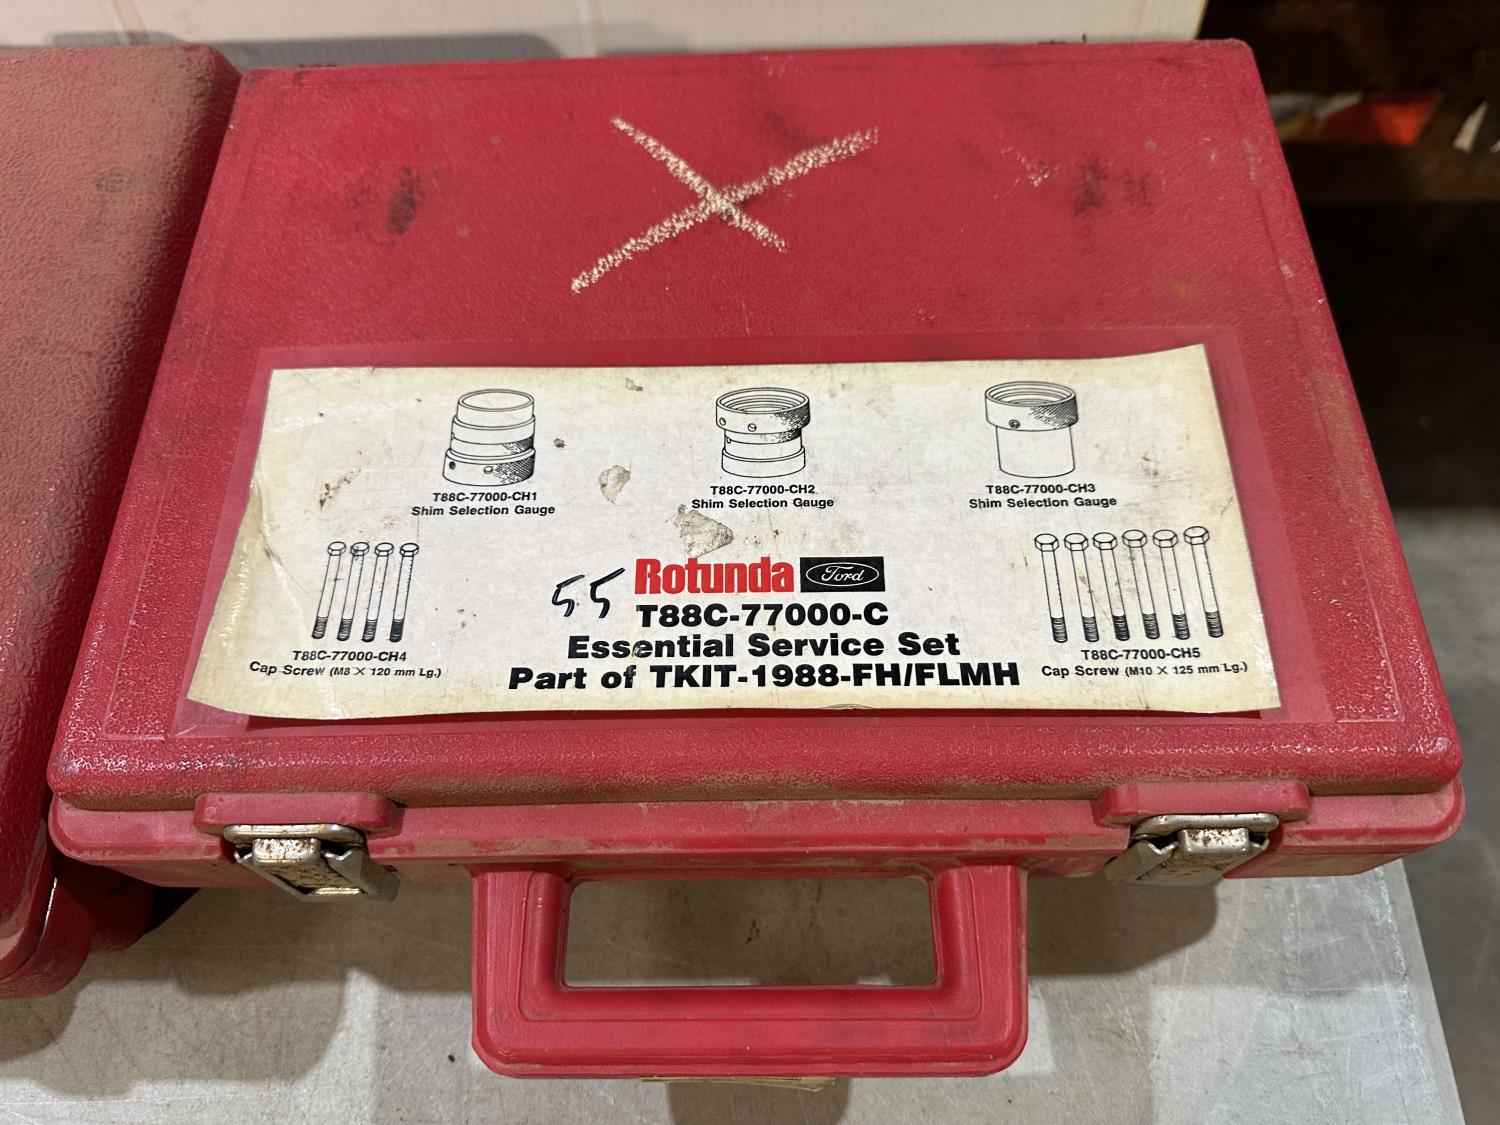 T88C-77000-CH1
Shim Selection Gauge
T88C-77000-CH2
Shim Selection Gauge
T88C-77000-CH3
Shim Selection Gauge
T88C-77000-CH4
Cap Screw (M8 X 120 mm Lg.)
55
Rotunda Ford
T88C-77000-C
Essential Service Set
Part of TKIT-1988-FH/FLMH
T88C-77000-CH5
Cap Screw (M10 X 125 mm Lg.)